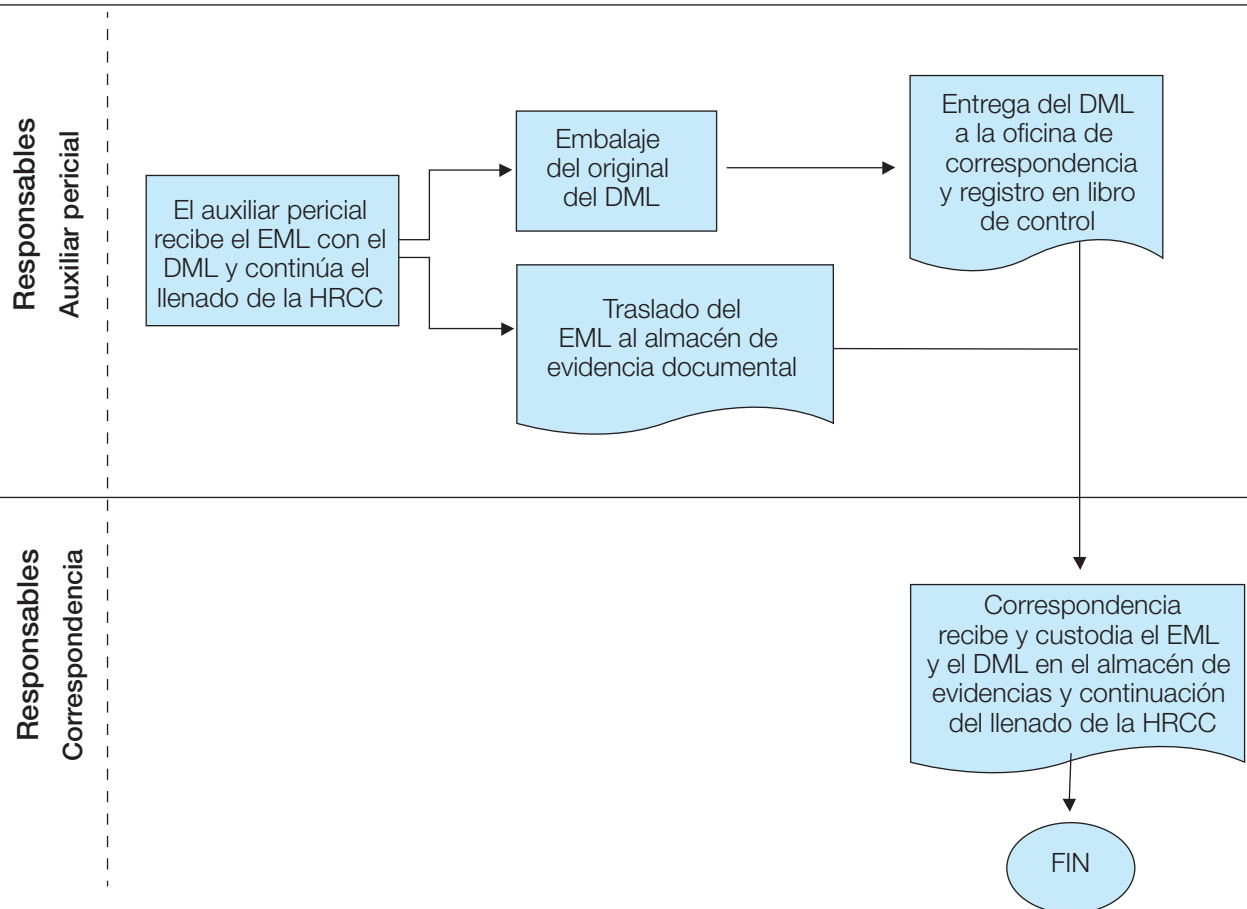 Responsables
Auxiliar pericial
El auxiliar pericial
recibe el EML con el
DML y continúa el
llenado de la HRCC
Embalaje
del original
del DML
Entrega del DML
a la oficina de
correspondencia
y registro en libro
de control
Traslado del
EML al almacén de
evidencia documental
Responsables
Correspondencia
Correspondencia
recibe y custodia el EML
y el DML en el almacén de
evidencias y continuación
del llenado de la HRCC
FIN